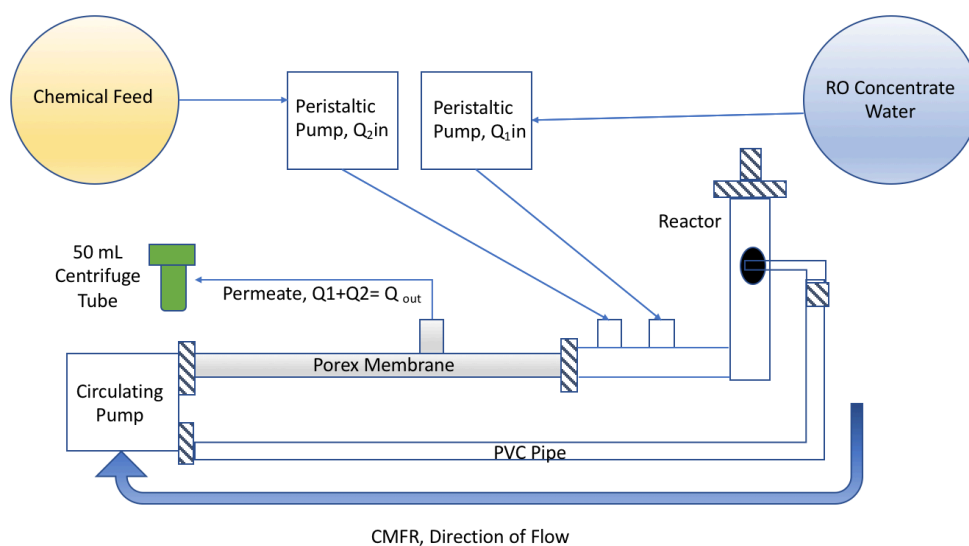 Chemical Feed
Peristaltic
Pump, Q₂in
Peristaltic
Pump, Q₁in
RO Concentrate
Water
Reactor
50 mL
Centrifuge
Tube
Permeate, Q1+Q2= Q out
Porex Membrane
Circulating
Pump
PVC Pipe
CMFR, Direction of Flow